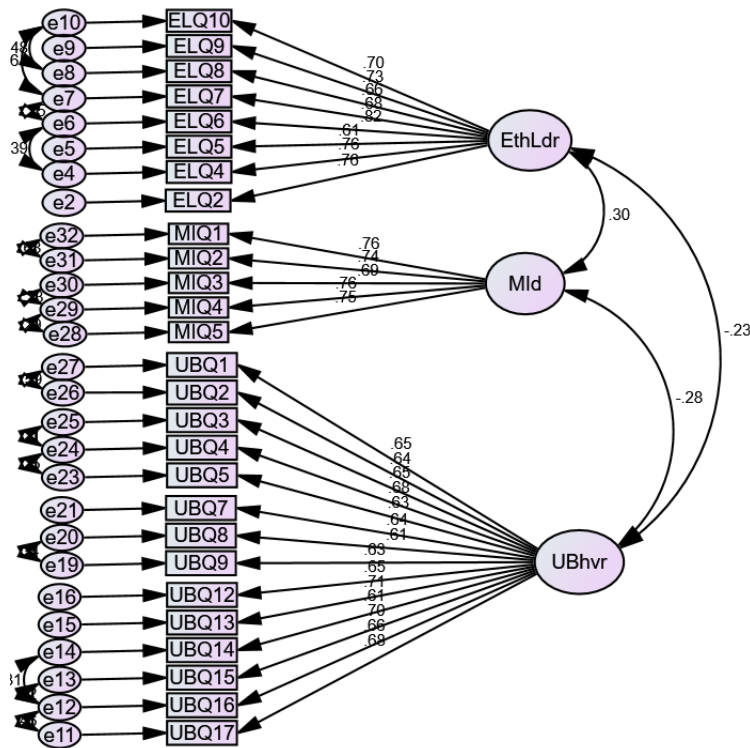 e10 ELQ10
e9 ELQ9
e8 ELQ8
e7 ELQ7
e6 ELQ6
e5 ELQ5
e4 ELQ4
e2 ELQ2
.70
.73
.66
.68
.82
.61
.76
.76
EthLdr
39
.30
e32 MIQ1
e31 MIQ2
e30 MIQ3
e29 MIQ4
e28 MIQ5
.76
.74
.69
.76
.75
MId
-.23
-.28
e27 UBQ1
e26 UBQ2
e25 UBQ3
e24 UBQ4
e23 UBQ5
e21 UBQ7
e20 UBQ8
e19 UBQ9
e16 UBQ12
e15 UBQ13
e14 UBQ14
e13 UBQ15
e12 UBQ16
e11 UBQ17
.65
.64
.65
.68
.63
.64
.61
.63
.65
.71
.61
.70
.66
.68
UBhvr